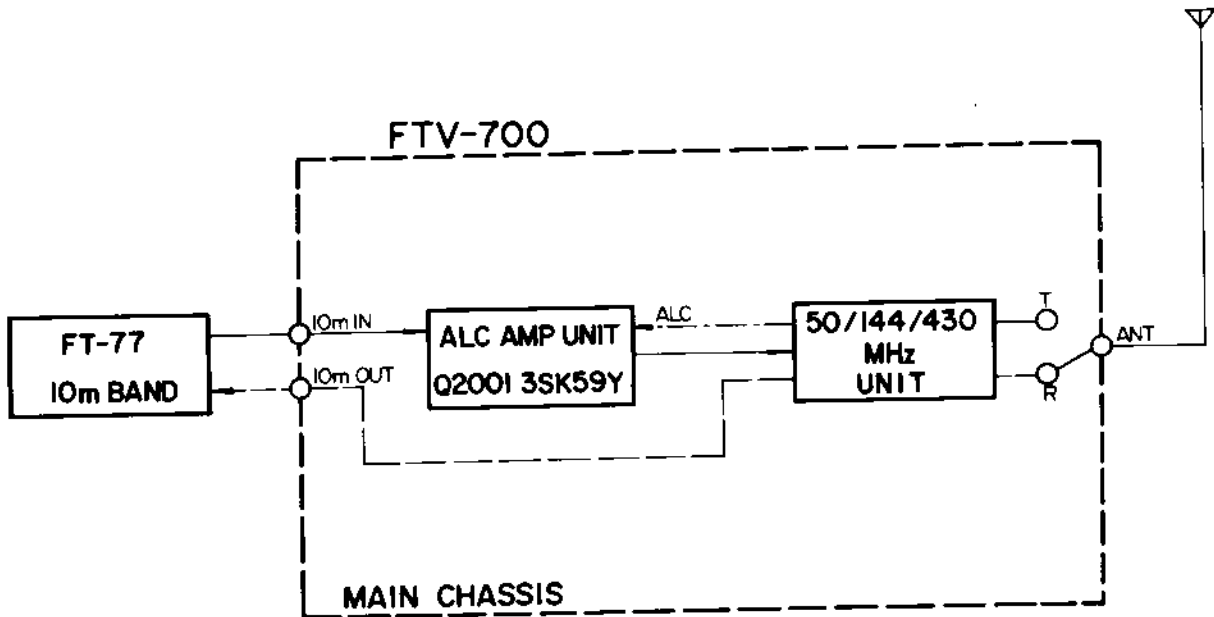 FTV-700
FT-77
10m BAND
10m IN
10m OUT
ALC AMP UNIT
Q2001 3SK59Y
ALC
50/144/430
MHz
UNIT
T
R
ANT
MAIN CHASSIS